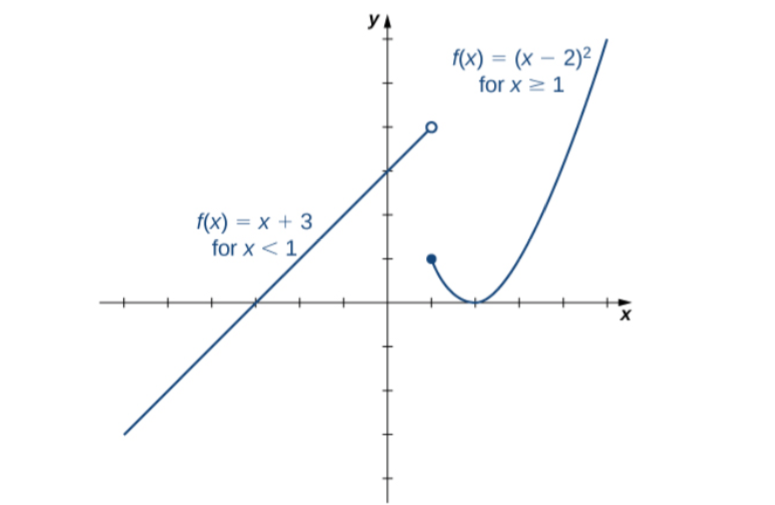 y
f(x) = (x − 2)²
for x ≥ 1
f(x) = x + 3
for x < 1
x